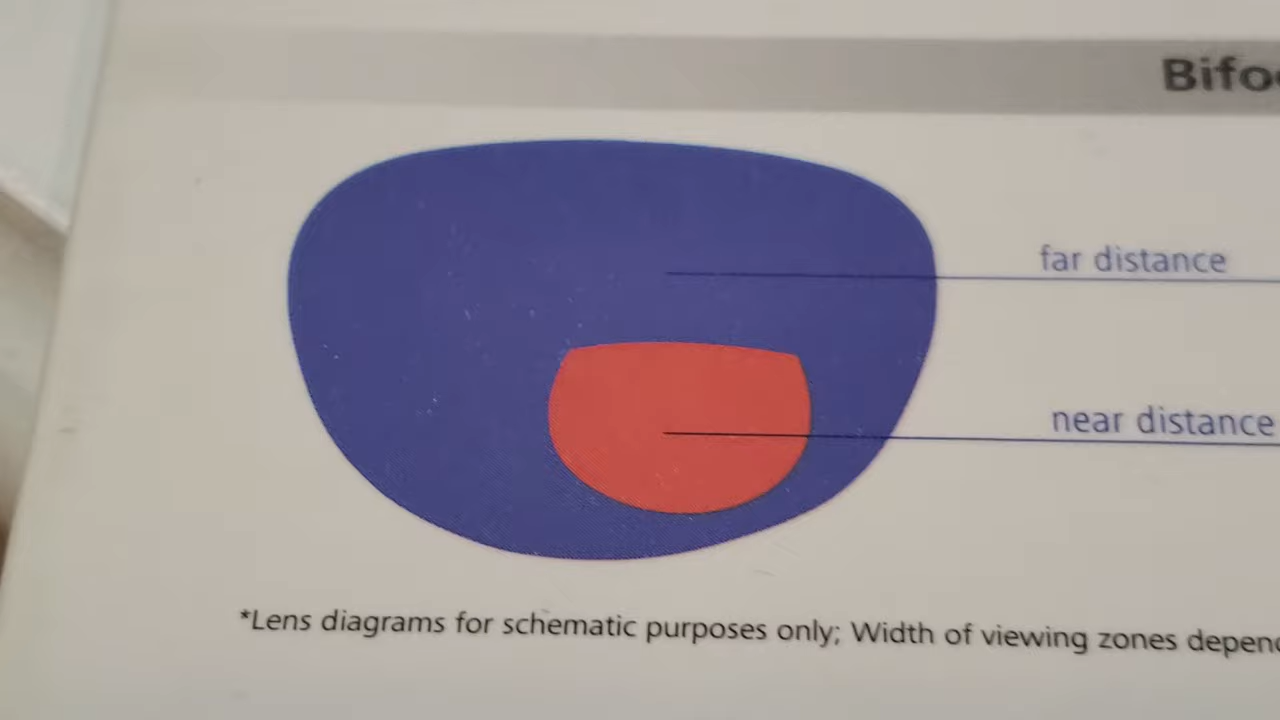 far distance
near distance
*Lens diagrams for schematic purposes only; Width of viewing zones